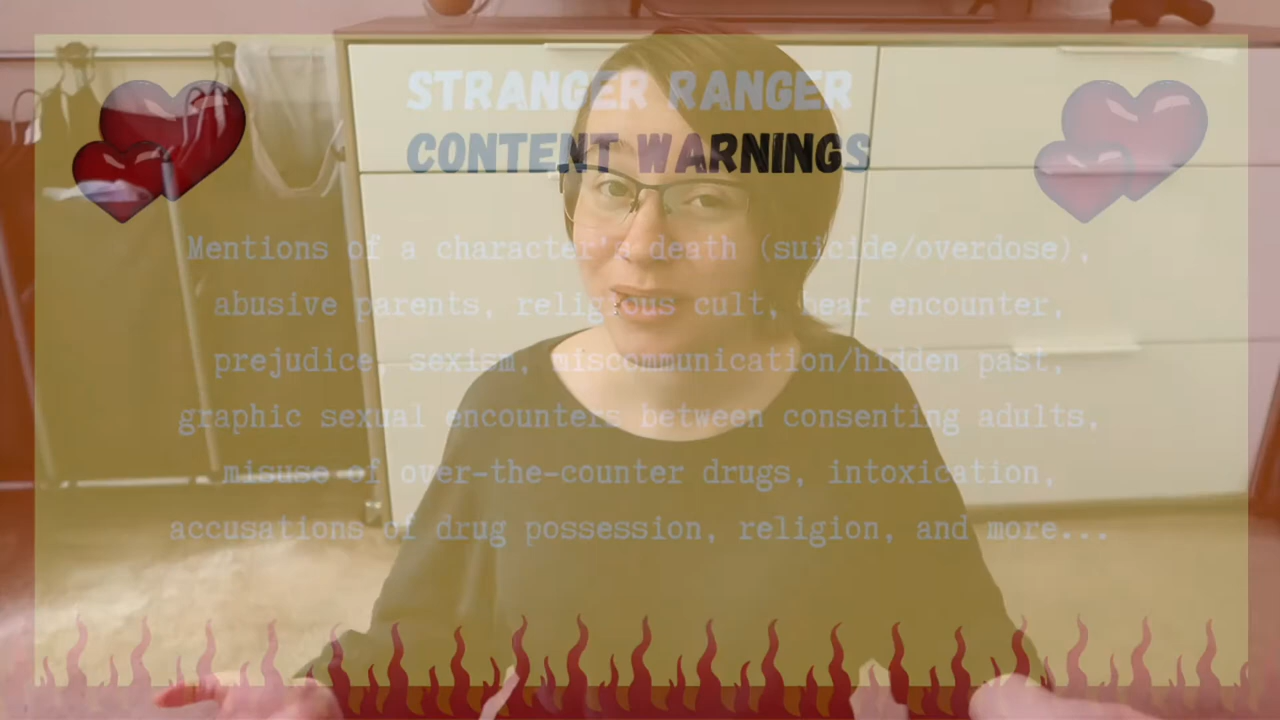 STRANGER RANGER
CONTENT WARNINGS
Mentions of a character's death (suicide/overdose),
abusive parents, religious cult, bear encounter,
prejudice, sexism, miscommunication/hidden past,
graphic sexual encounters between consenting adults,
misuse of over-the-counter drugs, intoxication,
accusations of drug possession, religion, and more...